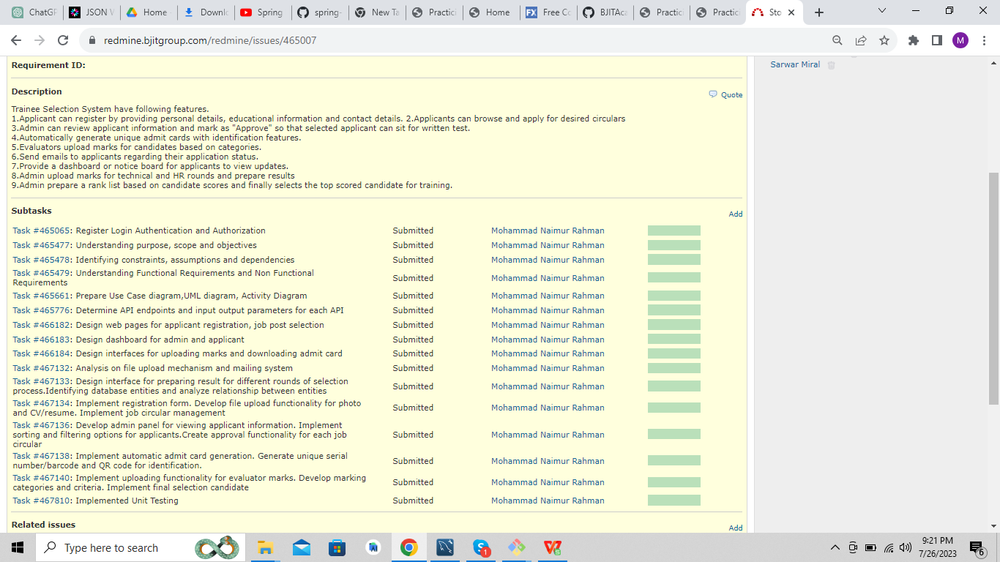 ChatGP
JSON W
Home
Downlo
Spring
spring-
New Ta
Practici
Home
Free Co
BJITAca
Practici
Practici
Sto
redmine.bjitgroup.com/redmine/issues/465007
M
Requirement ID:
Sarwar Miral
Description
Quote
Trainee Selection System have following features.
1.Applicant can register by providing personal details, educational information and contact details. 2.Applicants can browse and apply for desired circulars
3.Admin can review applicant information and mark as "Approve" so that selected applicant can sit for written test.
4.Automatically generate unique admit cards with identification features.
5.Evaluators upload marks for candidates based on categories.
6.Send emails to applicants regarding their application status.
7.Provide a dashboard or notice board for applicants to view updates.
8.Admin upload marks for technical and HR rounds and prepare results
9.Admin prepare a rank list based on candidate scores and finally selects the top scored candidate for training.
Subtasks
Add
Task #465065: Register Login Authentication and Authorization Submitted Mohammad Naimur Rahman
Task #465477: Understanding purpose, scope and objectives Submitted Mohammad Naimur Rahman
Task #465478: Identifying constraints, assumptions and dependencies Submitted Mohammad Naimur Rahman
Task #465479: Understanding Functional Requirements and Non Functional
Requirements Submitted Mohammad Naimur Rahman
Task #465661: Prepare Use Case diagram,UML diagram, Activity Diagram Submitted Mohammad Naimur Rahman
Task #465776: Determine API endpoints and input output parameters for each API Submitted Mohammad Naimur Rahman
Task #466182: Design web pages for applicant registration, job post selection Submitted Mohammad Naimur Rahman
Task #466183: Design dashboard for admin and applicant Submitted Mohammad Naimur Rahman
Task #466184: Design interfaces for uploading marks and downloading admit card Submitted Mohammad Naimur Rahman
Task #467132: Analysis on file upload mechanism and mailing system Submitted Mohammad Naimur Rahman
Task #467133: Design interface for preparing result for different rounds of selection
process.Identifying database entities and analyze relationship between entities Submitted Mohammad Naimur Rahman
Task #467134: Implement registration form. Develop file upload functionality for photo
and CV/resume. Implement job circular management Submitted Mohammad Naimur Rahman
Task #467136: Develop admin panel for viewing applicant information. Implement
sorting and filtering options for applicants.Create approval functionality for each job Submitted Mohammad Naimur Rahman
circular
Task #467138: Implement automatic admit card generation. Generate unique serial
number/barcode and QR code for identification. Submitted Mohammad Naimur Rahman
Task #467140: Implement uploading functionality for evaluator marks. Develop marking
categories and criteria. Implement final selection candidate Submitted Mohammad Naimur Rahman
Task #467810: Implemented Unit Testing Submitted Mohammad Naimur Rahman
Related issues
Add
Type here to search
1
9:21 PM
7/26/2023
6